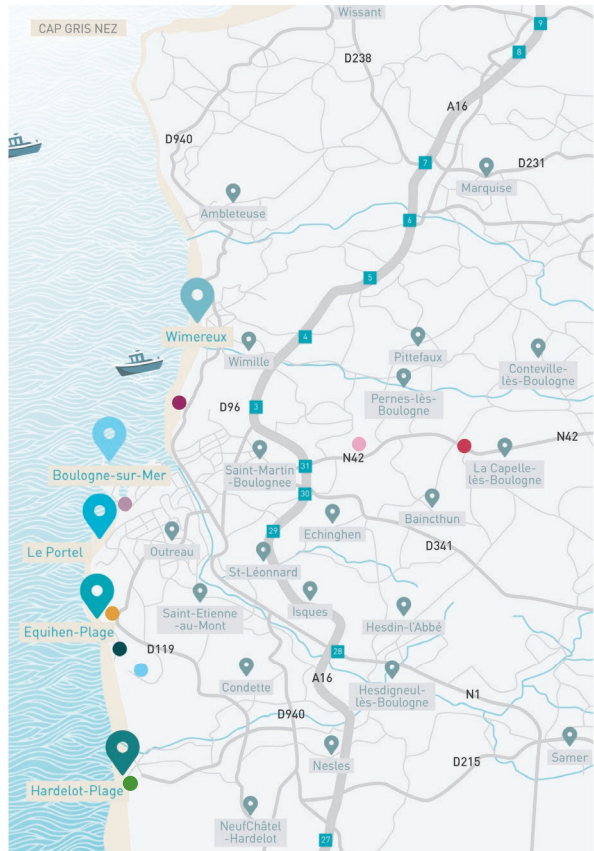 Wissant
CAP GRIS NEZ
9
8
D238
A16
D940
7
D231
Marquise
Ambleteuse
6
5
Wimereux
4
Wimille
Pittefaux
Conteville-
lès-Boulogne
Pernes-lès-
Boulogne
3
D96
N42
N42
Boulogne-sur-Mer
Saint-Martin
-Boulognee
31
La Capelle-
lès-Boulogne
30
Baincthun
29
Echinghen
Le Portel
Outreau
D341
St-Léonnard
Isques
Saint-Etienne
-au-Mont
Hesdin-l'Abbé
Equihen-Plage
D119
28
A16
Condette
Hesdigneul-
lès-Boulogne
N1
D940
Samer
D215
Nesles
Hardelot-Plage
NeufChâtel
-Hardelot
27